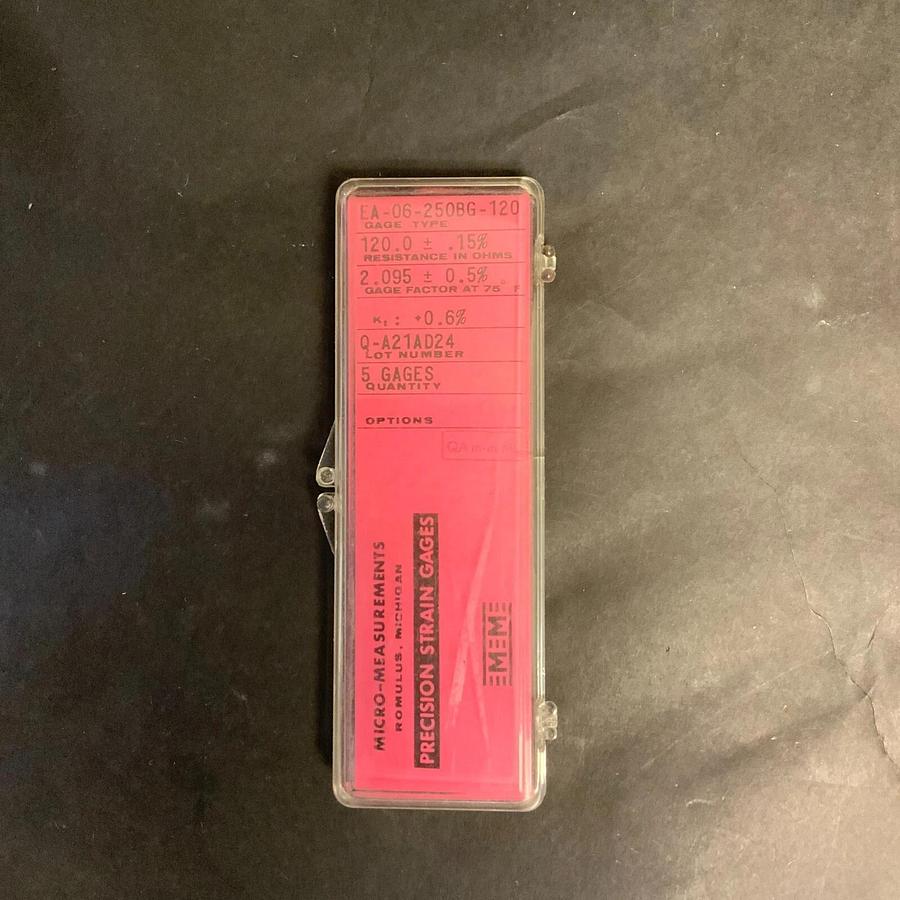 EA-06-250BG-120
GAGE TYPE
120.0 ± .15%
RESISTANCE IN OHMS
2.095 ± 0.5%
GAGE FACTOR AT 75° F
Kt: +0.6%
Q-A21AD24
LOT NUMBER
5 GAGES
QUANTITY
OPTIONS
QA m-m
MICRO-MEASUREMENTS
ROMULUS, MICHIGAN
PRECISION STRAIN GAGES
M M